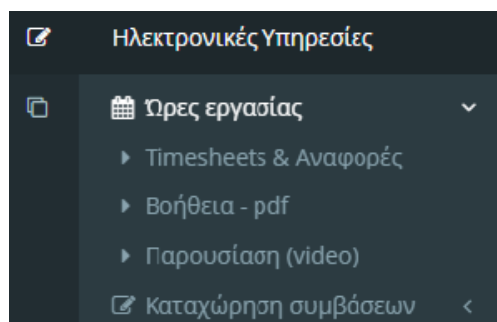 Ηλεκτρονικές Υπηρεσίες
Ώρες εργασίας
Timesheets & Αναφορές
Βοήθεια - pdf
Παρουσίαση (video)
Καταχώρηση συμβάσεων